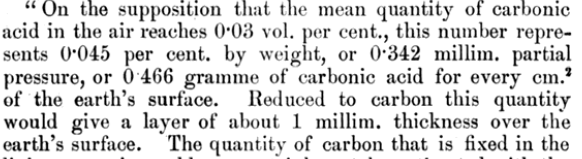 “ On the supposition that the mean quantity of carbonic
acid in the air reaches 0·03 vol. per cent., this number repre-
sents 0·045 per cent. by weight, or 0·342 millim. partial
pressure, or 0·466 gramme of carbonic acid for every cm.²
of the earth's surface. Reduced to carbon this quantity
would give a layer of about 1 millim. thickness over the
earth's surface. The quantity of carbon that is fixed in the